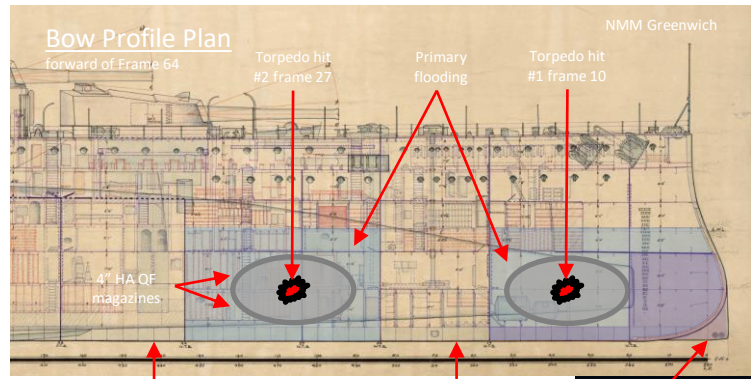 Bow Profile Plan
forward of Frame 64
NMM Greenwich
Torpedo hit
#2 frame 27
Primary
flooding
Torpedo hit
#1 frame 10
4” HA QF
magazines